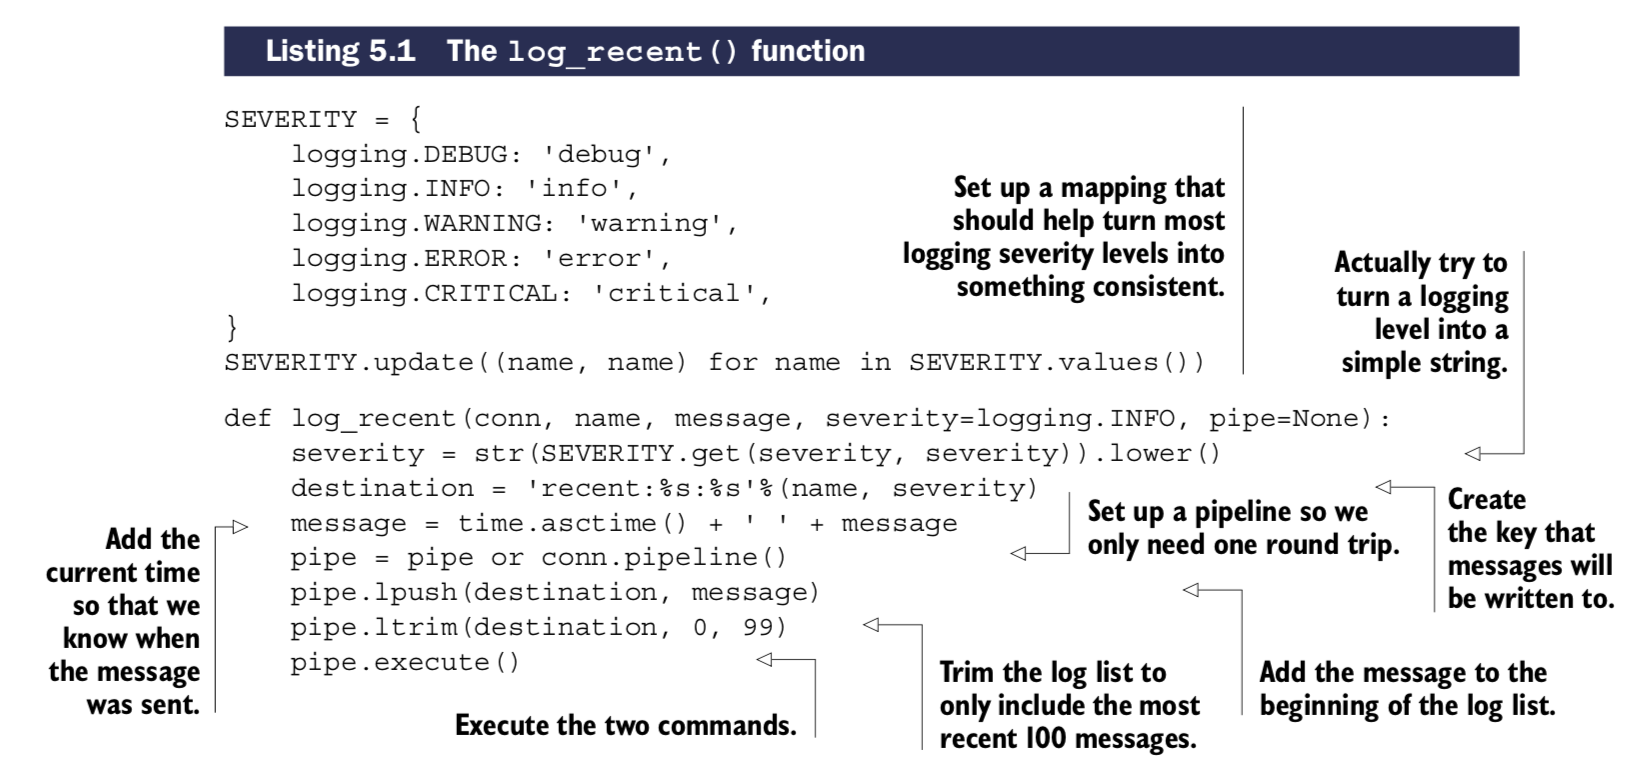 Listing 5.1 The log_recent() function
SEVERITY = {
    logging.DEBUG: 'debug',
    logging.INFO: 'info',
    logging.WARNING: 'warning',
    logging.ERROR: 'error',
    logging.CRITICAL: 'critical',
}
SEVERITY.update((name, name) for name in SEVERITY.values())
Set up a mapping that
should help turn most
logging severity levels into
something consistent.
Actually try to
turn a logging
level into a
simple string.
def log_recent(conn, name, message, severity=logging.INFO, pipe=None):
    severity = str(SEVERITY.get(severity, severity)).lower()
    destination = 'recent:%s:%s'%(name, severity)
    message = time.asctime() + ' ' + message
    pipe = pipe or conn.pipeline()
    pipe.lpush(destination, message)
    pipe.ltrim(destination, 0, 99)
    pipe.execute()
Create
the key that
messages will
be written to.
Set up a pipeline so we
only need one round trip.
Add the
current time
so that we
know when
the message
was sent.
Execute the two commands.
Trim the log list to
only include the most
recent 100 messages.
Add the message to the
beginning of the log list.